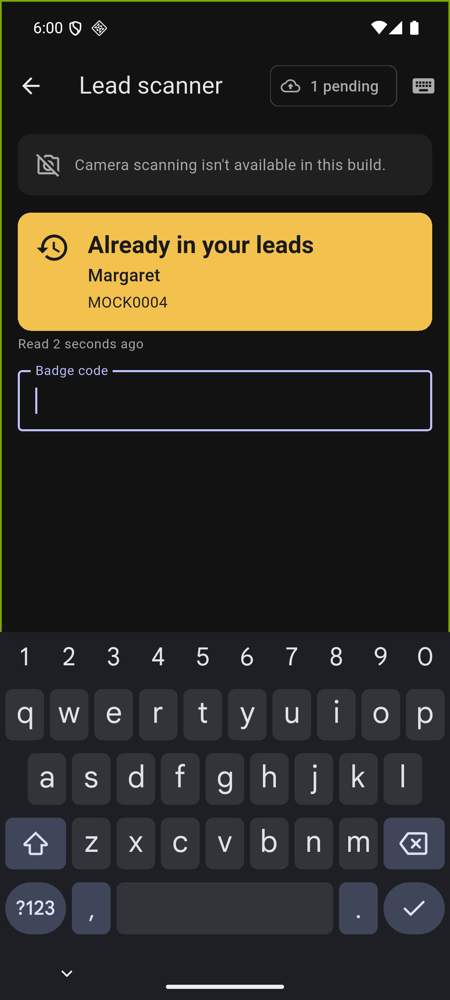 6:00
Lead scanner
1 pending
Camera scanning isn't available in this build.
Already in your leads
Margaret
MOCK0004
Read 2 seconds ago
Badge code
1 2 3 4 5 6 7 8 9 0
q w e r t y u i o p
a s d f g h j k l
z x c v b n m
?123 , .